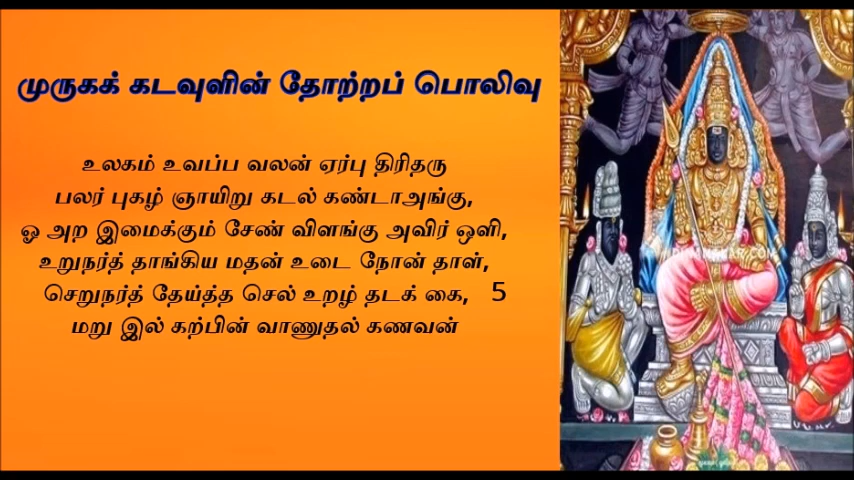 முருகக் கடவுளின் தோற்றப் பொலிவு
உலகம் உவப்ப வலன் ஏர்பு திரிதரு
பலர் புகழ் ஞாயிறு கடல் கண்டாஅங்கு,
ஓ அற இமைக்கும் சேண் விளங்கு அவிர் ஒளி,
உறுநர்த் தாங்கிய மதன் உடை நோன் தாள்,
செறுநர்த் தேய்த்த செல் உறழ் தடக் கை, 5
மறு இல் கற்பின் வாணுதல் கணவன்